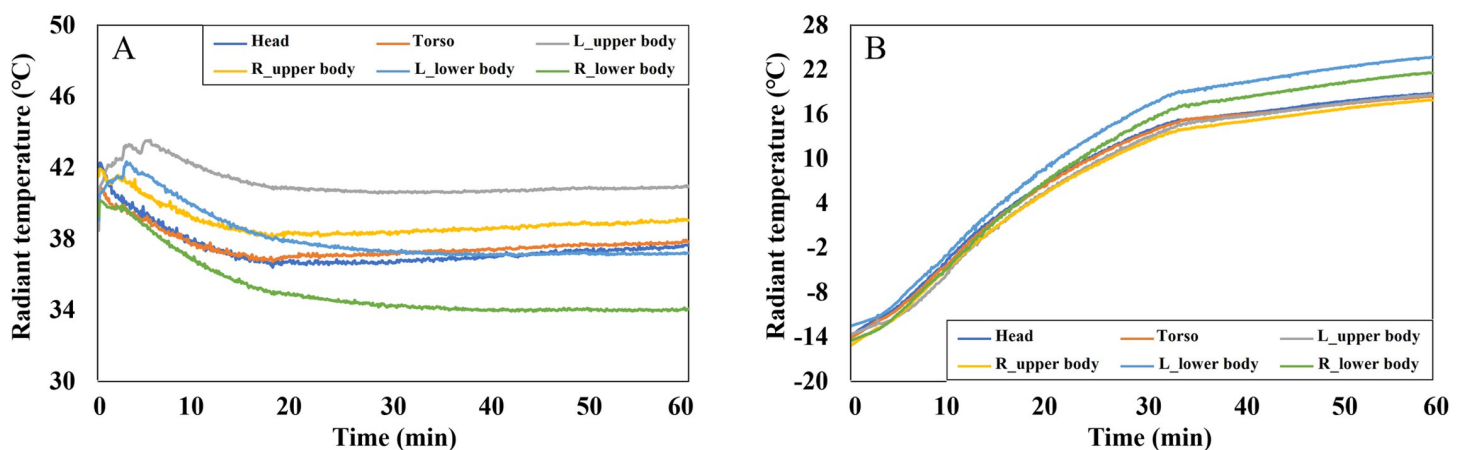 A
Radiant temperature (℃)
50
46
42
38
34
30
Head Torso L_upper body
R_upper body L_lower body R_lower body
0 10 20 30 40 50 60
Time (min)
B
Radiant temperature (℃)
28
22
16
10
4
-2
-8
-14
-20
Head Torso L_upper body
R_upper body L_lower body R_lower body
0 10 20 30 40 50 60
Time (min)